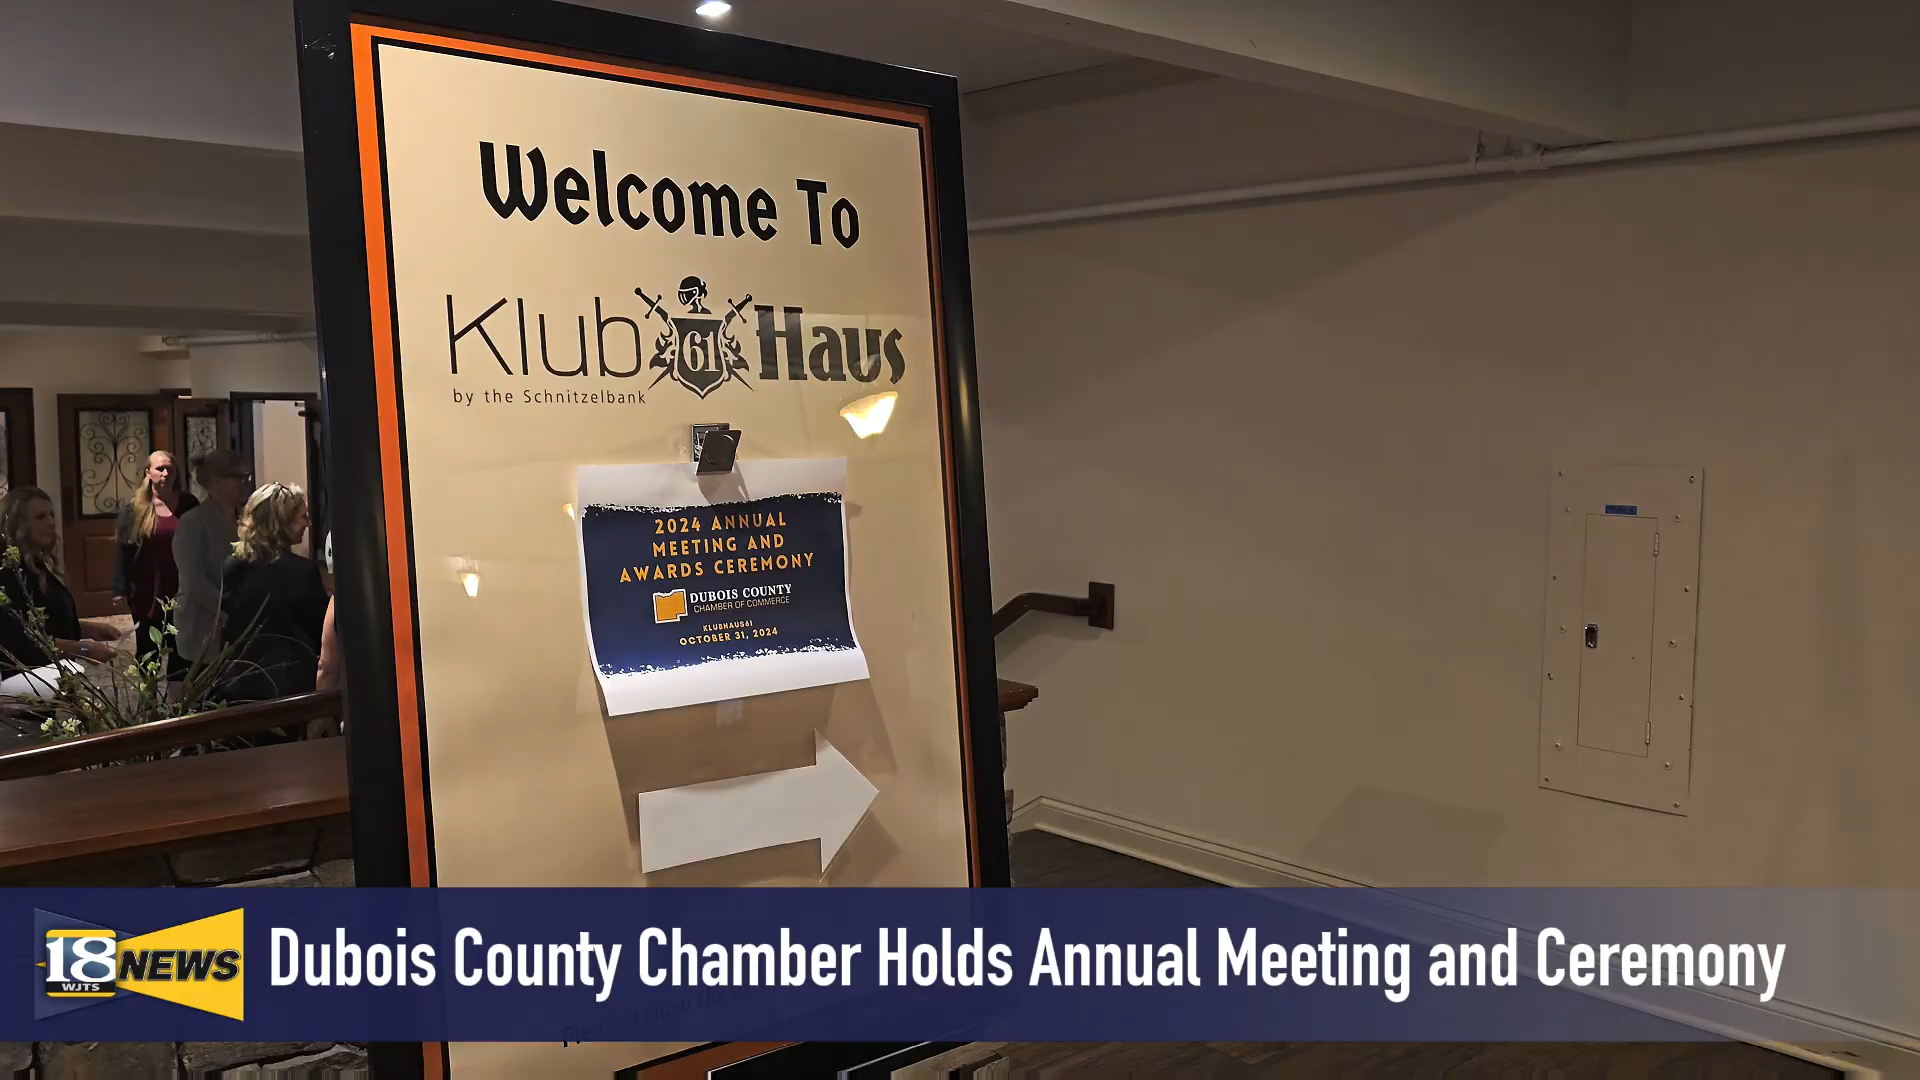 Welcome To
Klub 61 Haus
by the Schnitzelbank
2024 ANNUAL
MEETING AND
AWARDS CEREMONY
DUBOIS COUNTY
CHAMBER OF COMMERCE
KLUBHAUS61
OCTOBER 31, 2024
18 NEWS
WJTS
Dubois County Chamber Holds Annual Meeting and Ceremony